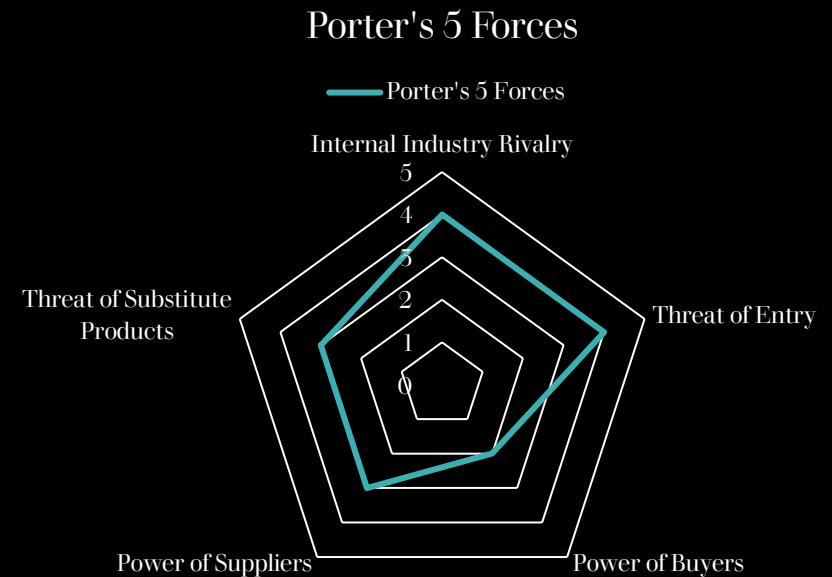 Porter's 5 Forces
Porter's 5 Forces
Internal Industry Rivalry
5
4
3
2
1
0
Threat of Substitute
Products
Threat of Entry
Power of Suppliers
Power of Buyers